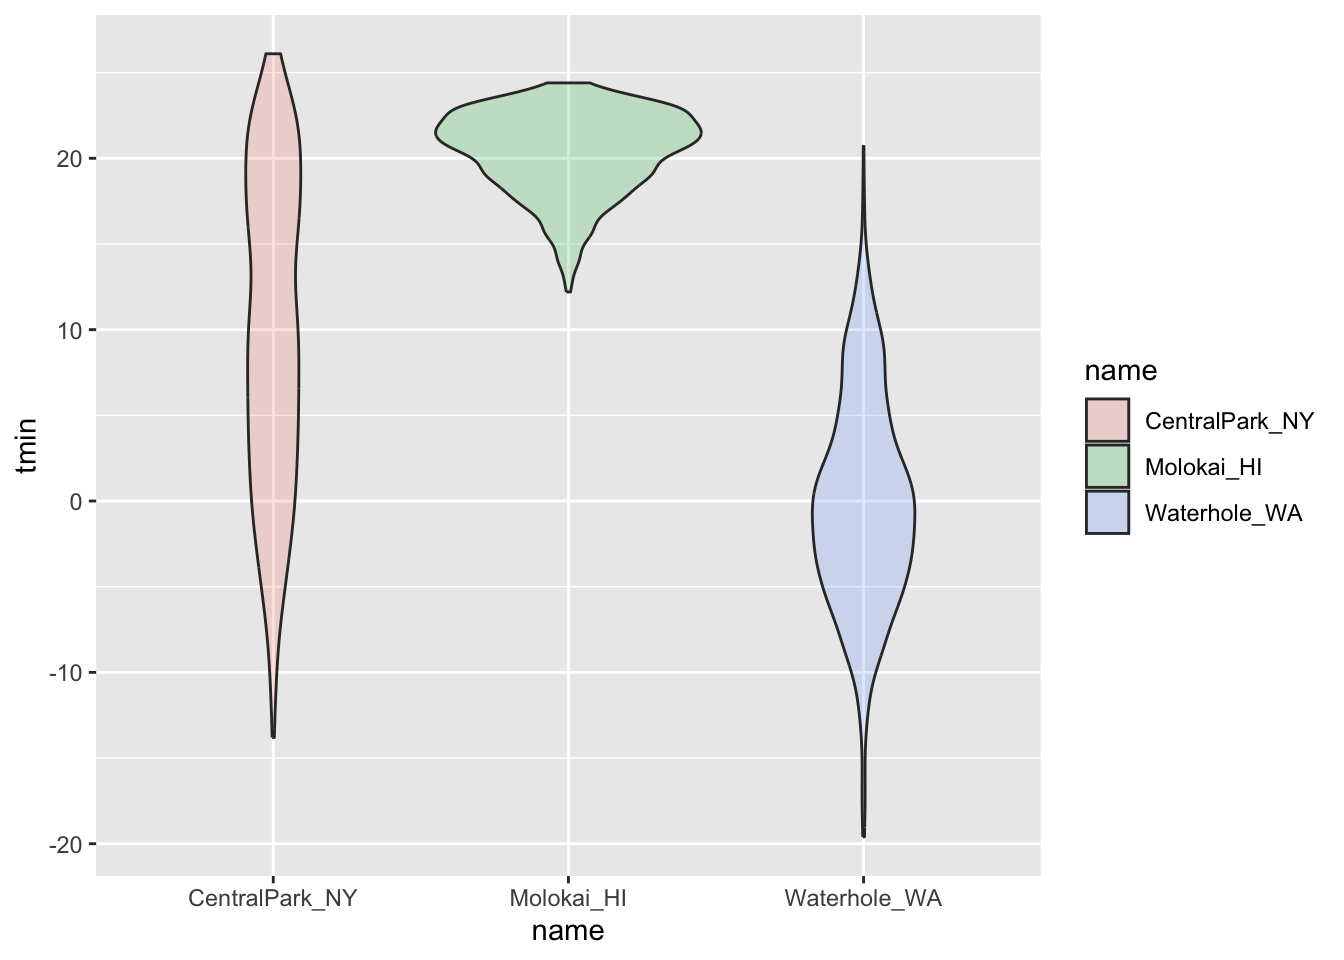 20
10
0
-10
-20
tmin
CentralPark_NY
Molokai_HI
Waterhole_WA
name
name
CentralPark_NY
Molokai_HI
Waterhole_WA